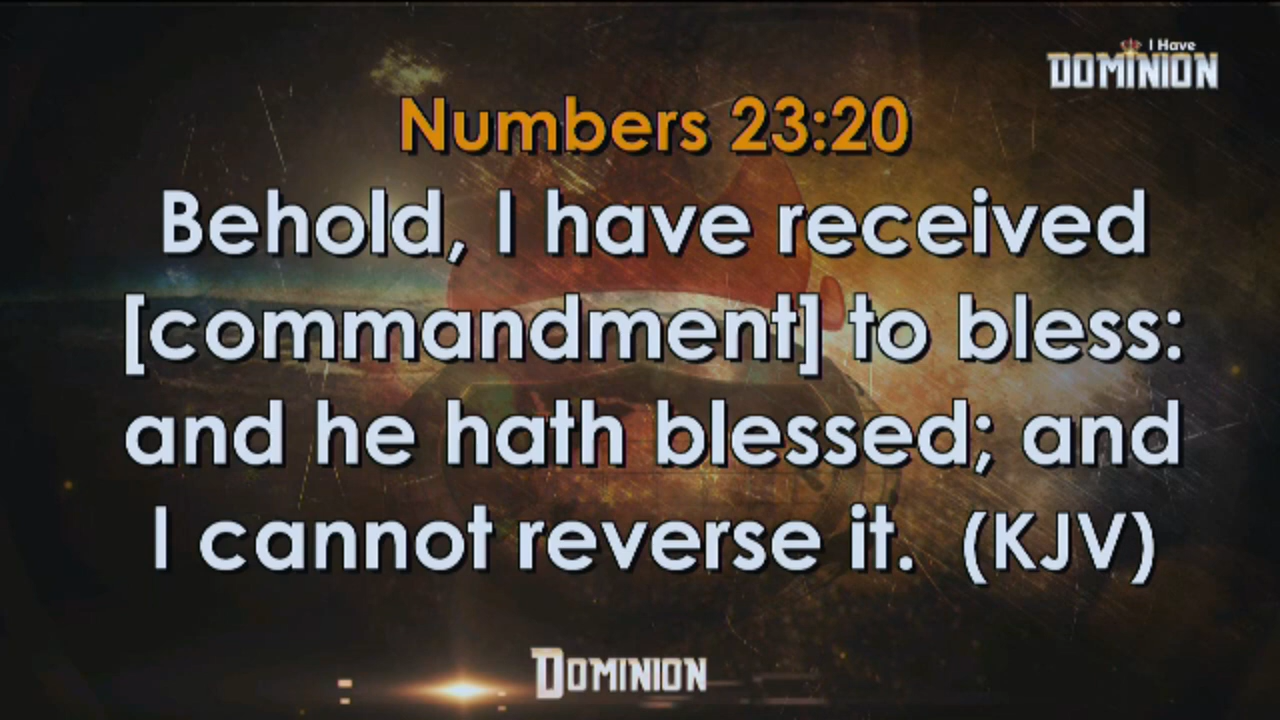 I Have
DOMINION
Numbers 23:20
Behold, I have received
[commandment] to bless:
and he hath blessed; and
I cannot reverse it.  (KJV)
DOMINION